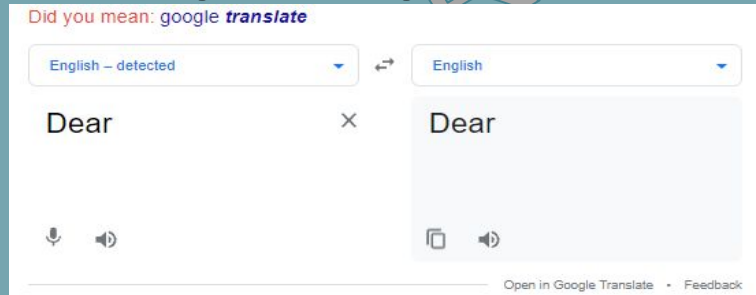 Did you mean: google translate
English – detected English
Dear Dear
Open in Google Translate • Feedback